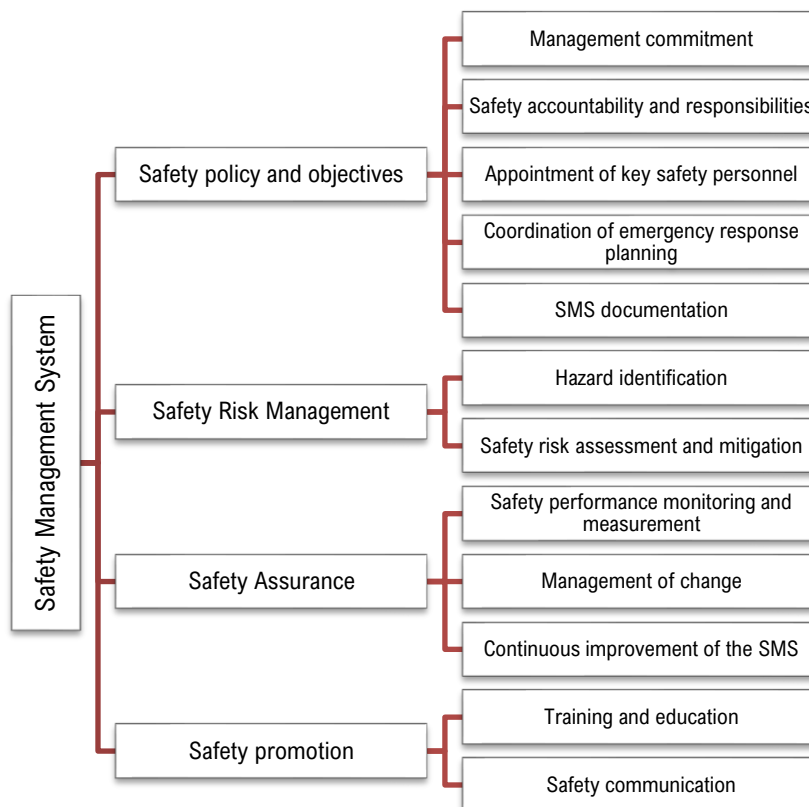 Safety Management System
Safety policy and objectives
Management commitment
Safety accountability and responsibilities
Appointment of key safety personnel
Coordination of emergency response
planning
SMS documentation
Safety Risk Management
Hazard identification
Safety risk assessment and mitigation
Safety Assurance
Safety performance monitoring and
measurement
Management of change
Continuous improvement of the SMS
Safety promotion
Training and education
Safety communication